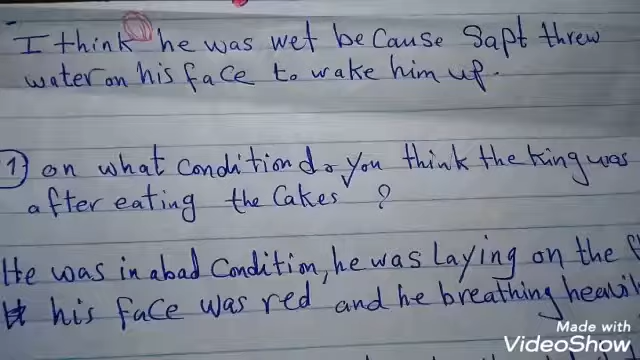 I think he was wet because Sapt threw
water on his face to wake him up.
1) on what condition do you think the king was
after eating the Cakes ?
He was in abad Condition, he was Laying on the
his face was red and he breathing
Made with
VideoShow